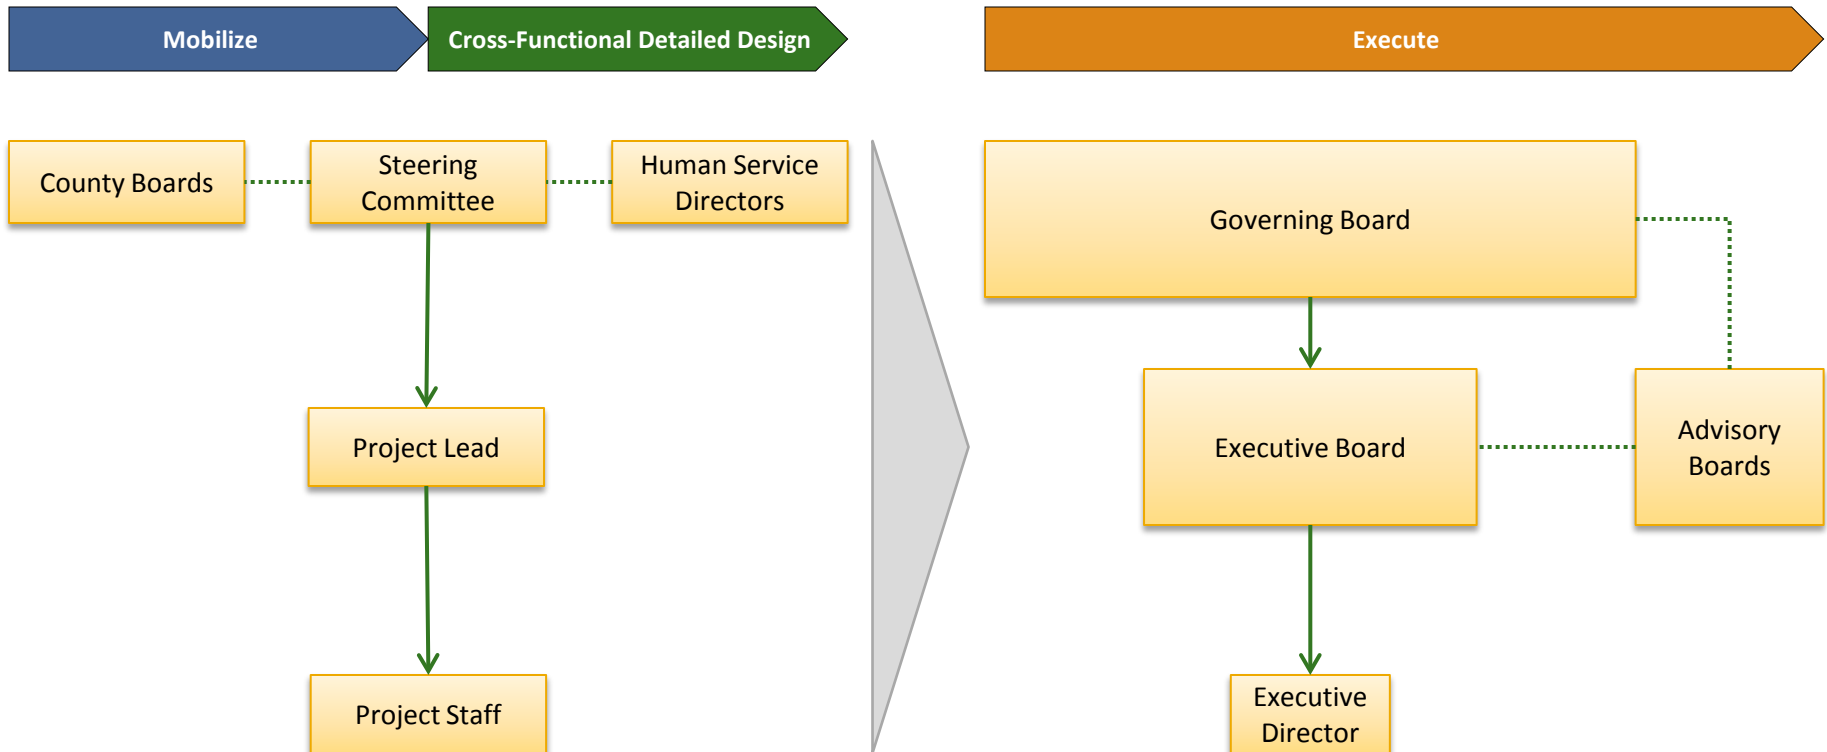 Mobilize
Cross-Functional Detailed Design
Execute
County Boards
Steering
Committee
Human Service
Directors
Governing Board
Project Lead
Executive Board
Advisory
Boards
Project Staff
Executive
Director